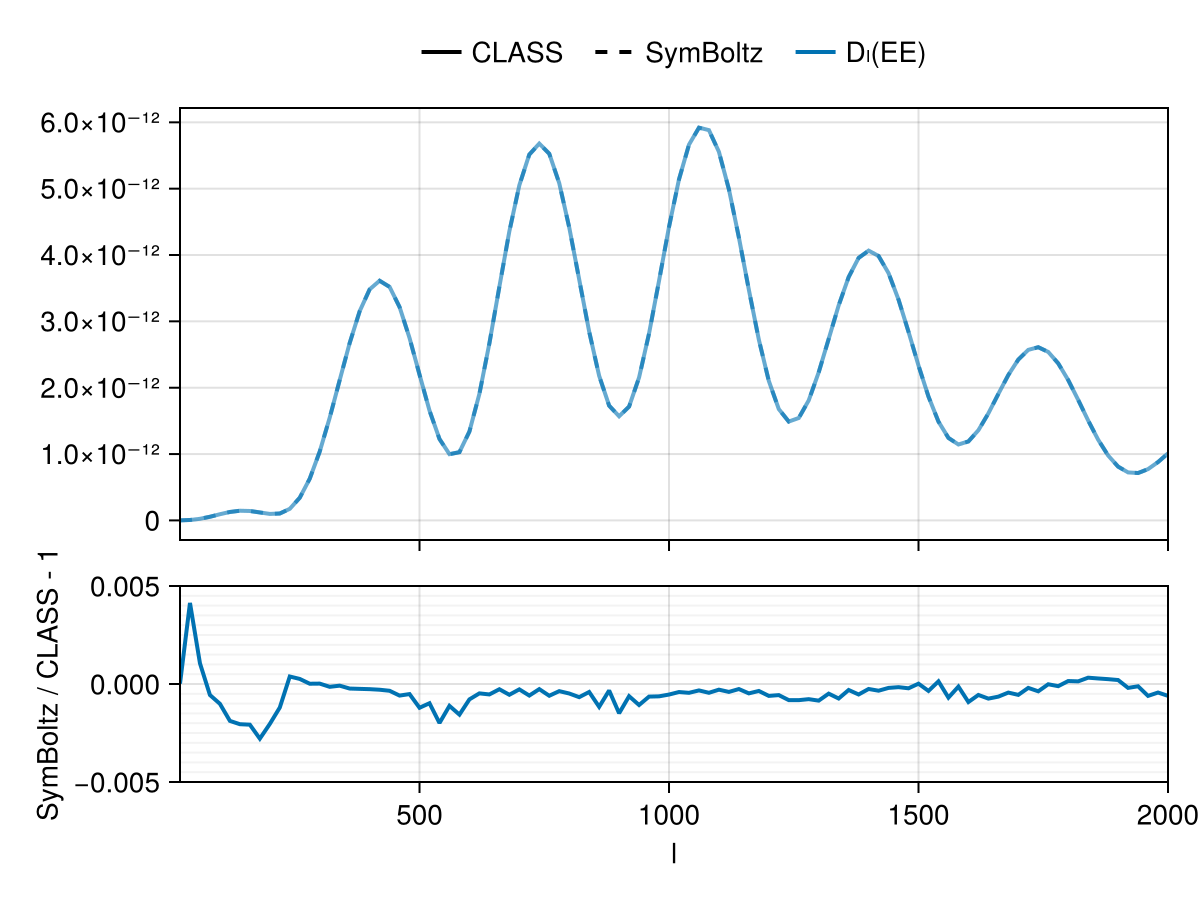 CLASS SymBoltz Dₗ(EE)
6.0×10⁻¹²
5.0×10⁻¹²
4.0×10⁻¹²
3.0×10⁻¹²
2.0×10⁻¹²
1.0×10⁻¹²
0
SymBoltz / CLASS - 1
0.005
0.000
−0.005
500 1000 1500 2000
l